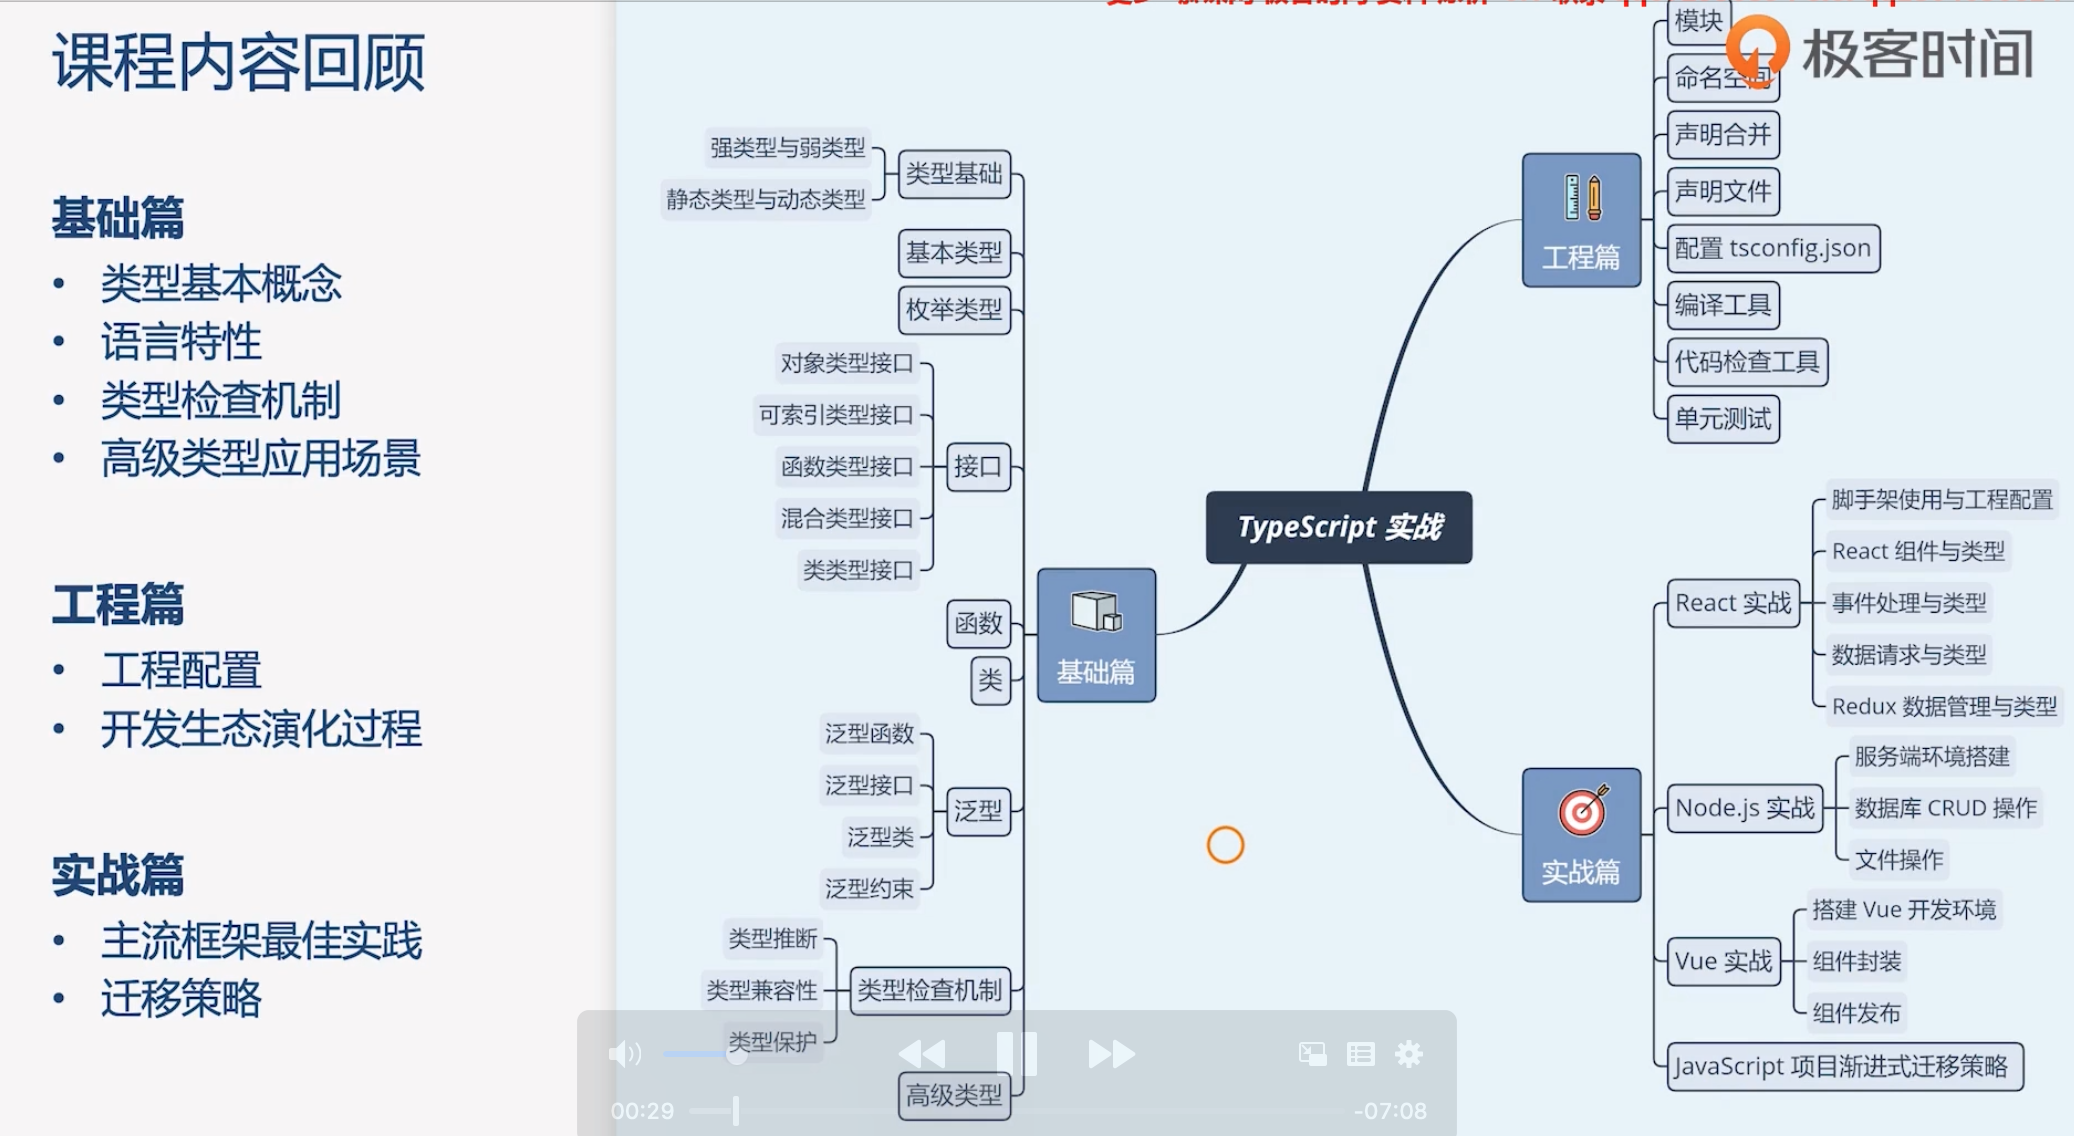 课程内容回顾
基础篇
• 类型基本概念
• 语言特性
• 类型检查机制
• 高级类型应用场景
工程篇
• 工程配置
• 开发生态演化过程
实战篇
• 主流框架最佳实践
• 迁移策略
极客时间
TypeScript 实战
基础篇
类型基础
强类型与弱类型
静态类型与动态类型
基本类型
枚举类型
接口
对象类型接口
可索引类型接口
函数类型接口
混合类型接口
类类型接口
函数
类
泛型
泛型函数
泛型接口
泛型类
泛型约束
类型检查机制
类型推断
类型兼容性
类型保护
高级类型
工程篇
模块
命名空间
声明合并
声明文件
配置 tsconfig.json
编译工具
代码检查工具
单元测试
实战篇
React 实战
脚手架使用与工程配置
React 组件与类型
事件处理与类型
数据请求与类型
Redux 数据管理与类型
Node.js 实战
服务端环境搭建
数据库 CRUD 操作
文件操作
Vue 实战
搭建 Vue 开发环境
组件封装
组件发布
JavaScript 项目渐进式迁移策略
00:29
-07:08